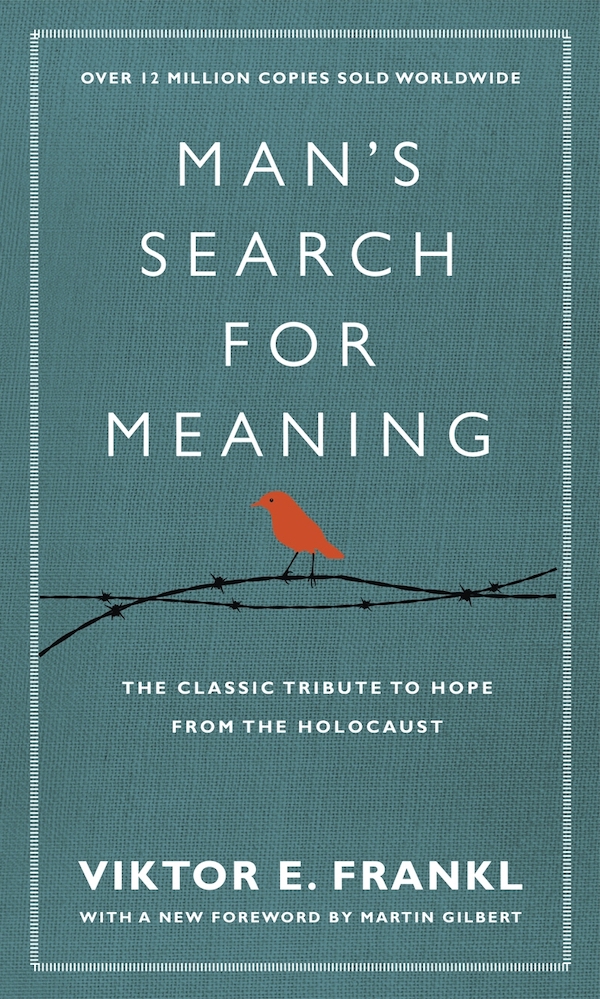 OVER 12 MILLION COPIES SOLD WORLDWIDE
MAN'S
SEARCH
FOR
MEANING
THE CLASSIC TRIBUTE TO HOPE
FROM THE HOLOCAUST
VIKTOR E. FRANKL
WITH A NEW FOREWORD BY MARTIN GILBERT